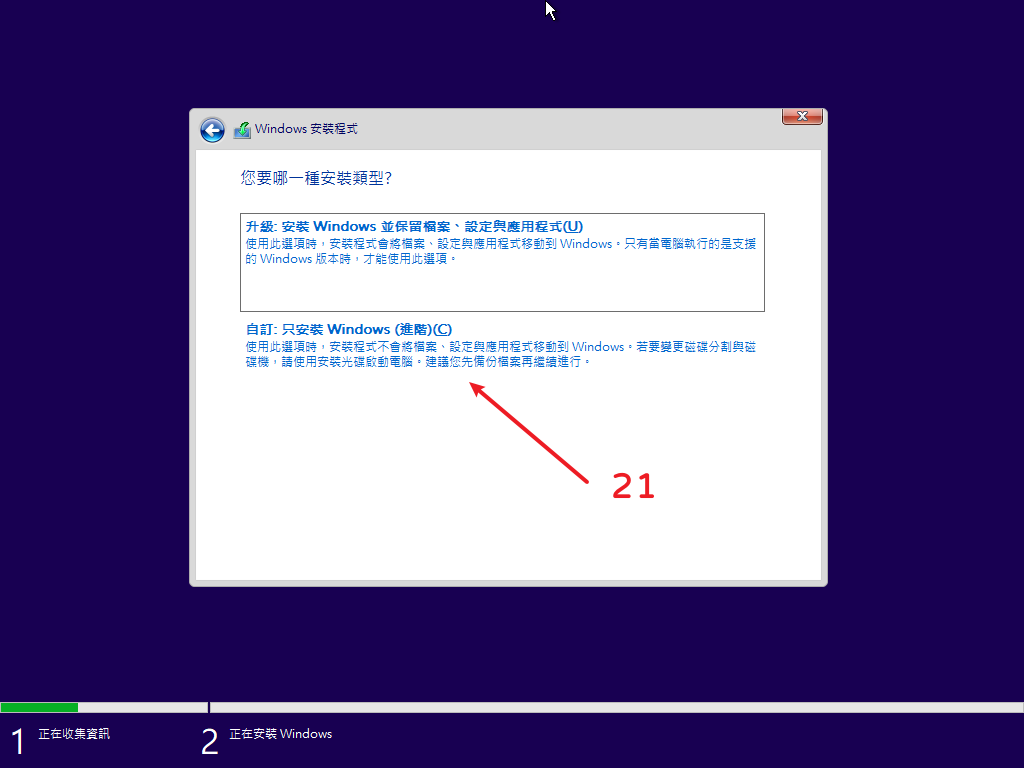 Windows 安裝程式
您要哪一種安裝類型?
升級: 安裝 Windows 並保留檔案、設定與應用程式(U)
使用此選項時，安裝程式會將檔案、設定與應用程式移動到 Windows。只有當電腦執行的是支援
的 Windows 版本時，才能使用此選項。
自訂: 只安裝 Windows (進階)(C)
使用此選項時，安裝程式不會將檔案、設定與應用程式移動到 Windows。若要變更磁碟分割與磁
碟機，請使用安裝光碟啟動電腦。建議您先備份檔案再繼續進行。
21
1 正在收集資訊
2 正在安裝 Windows